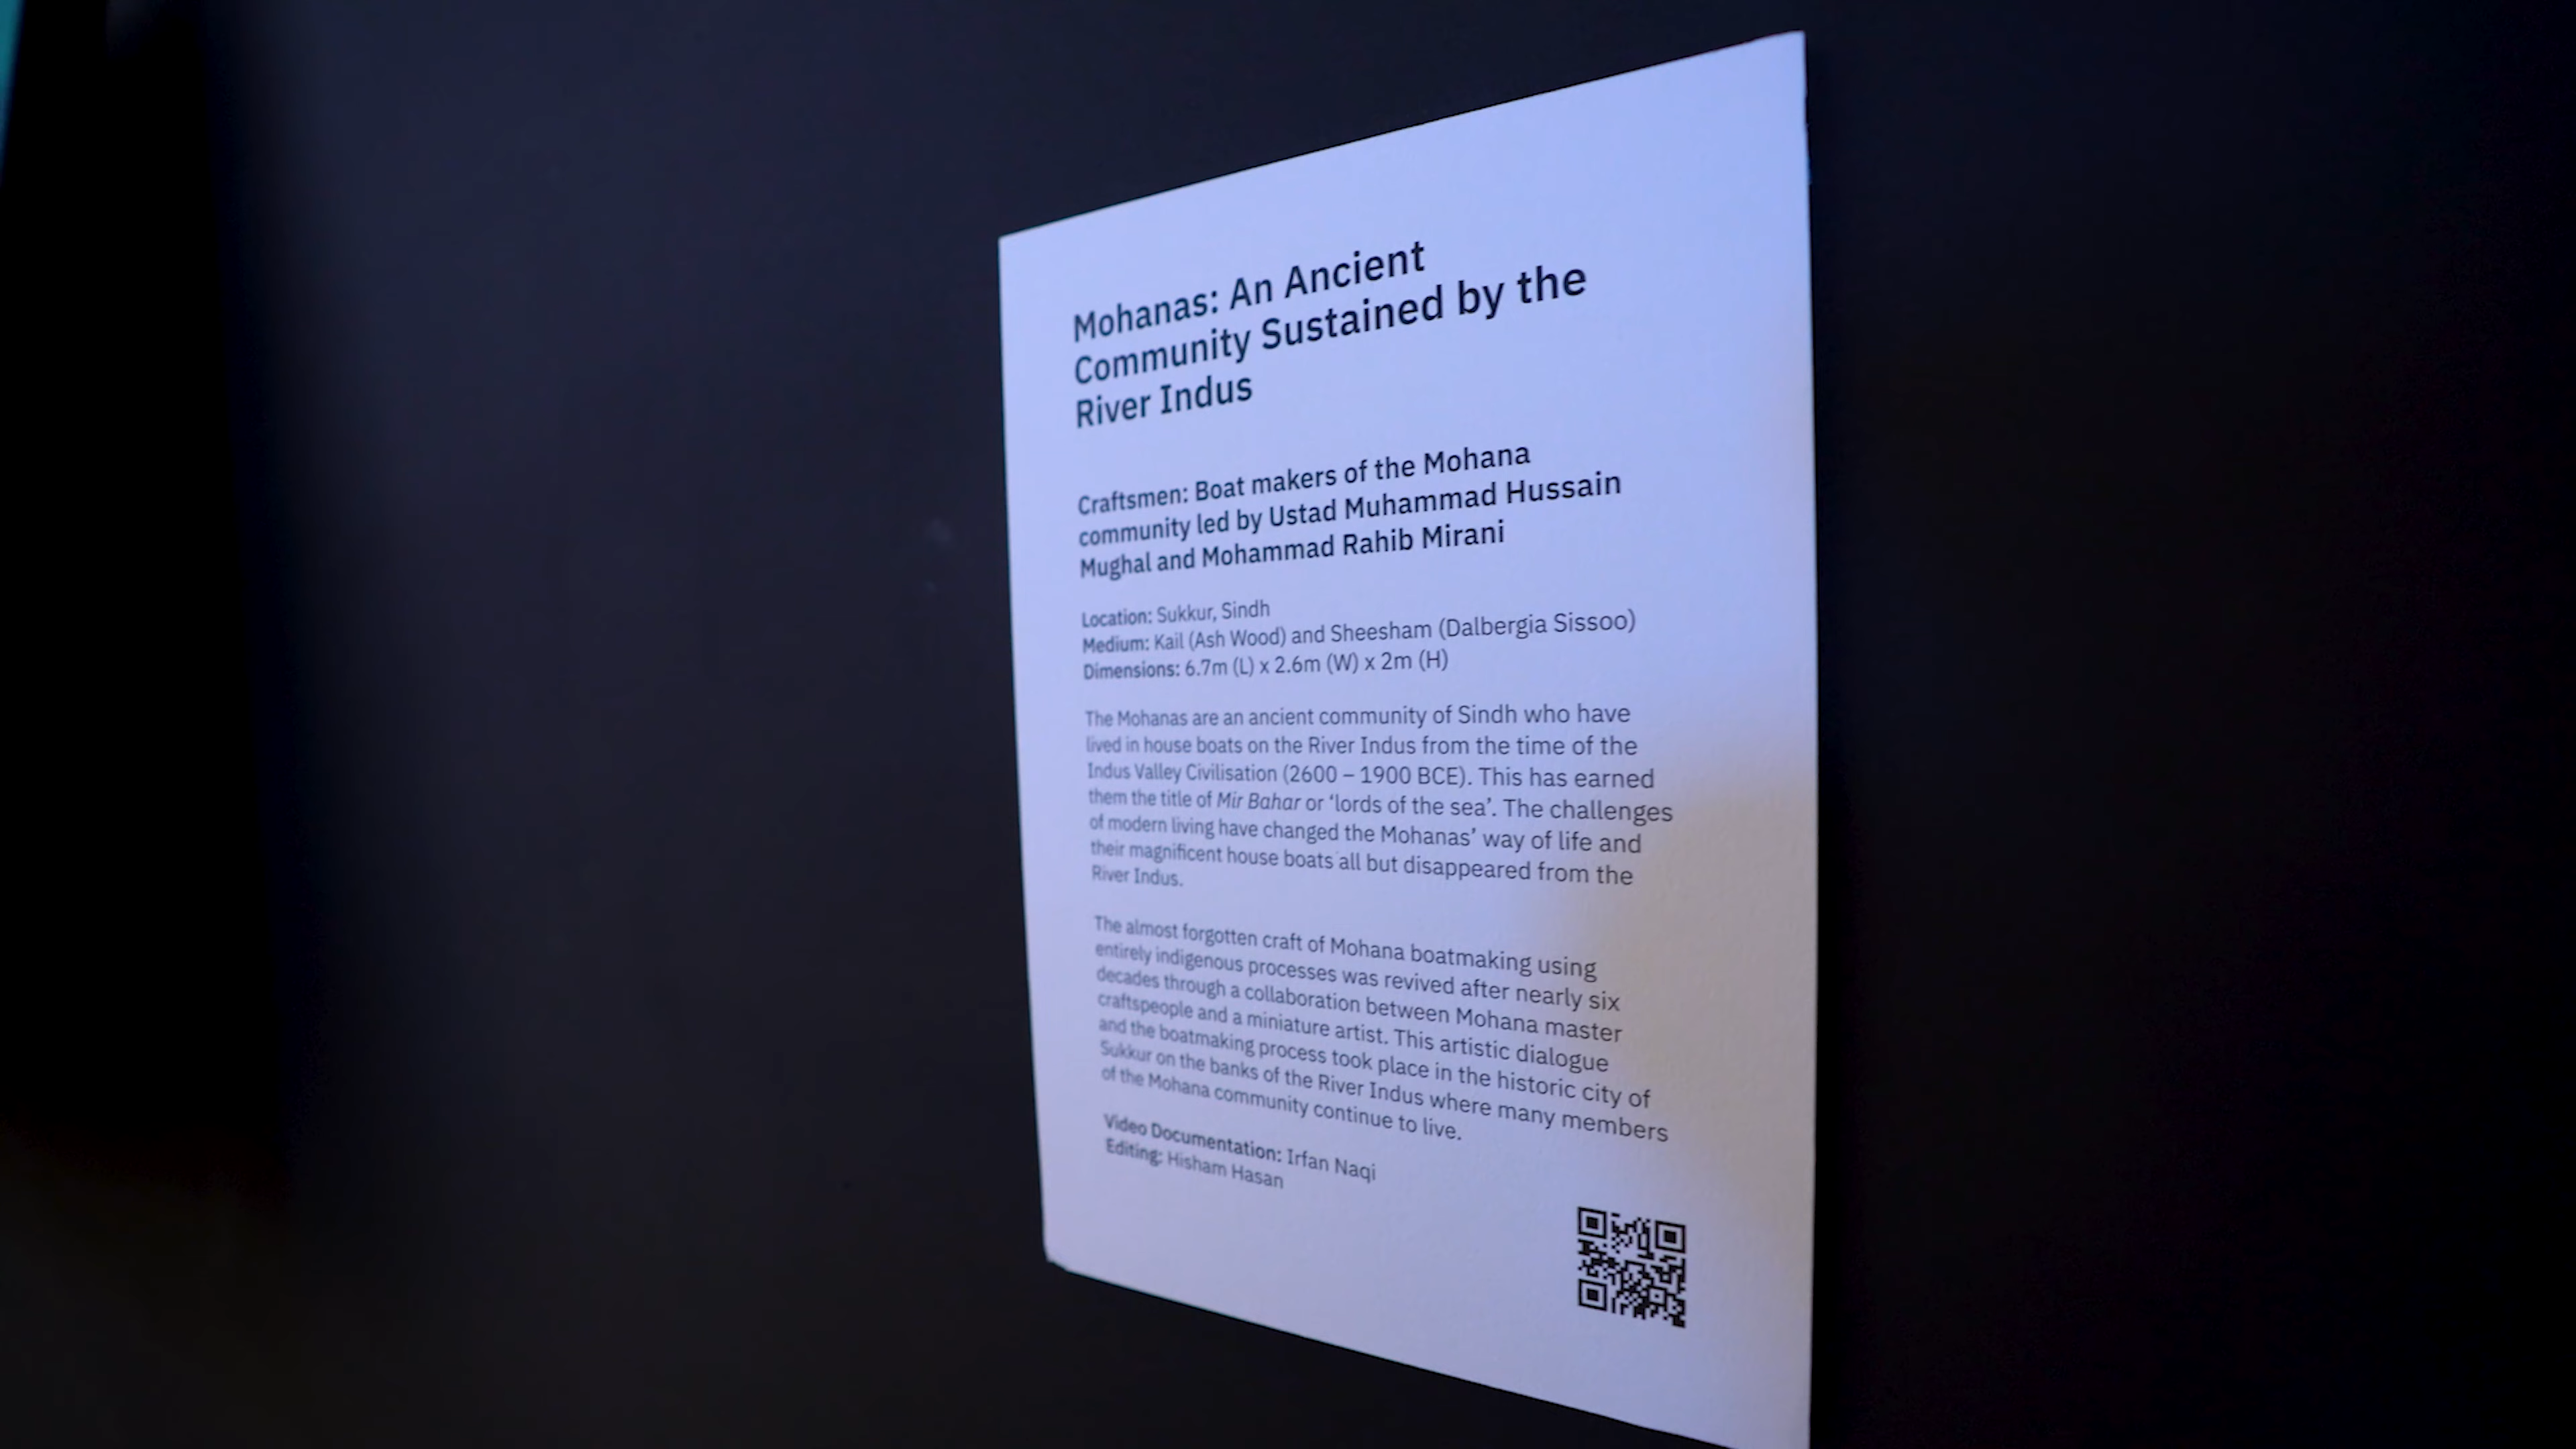 Mohanas: An Ancient
Community Sustained by the
River Indus
Craftsmen: Boat makers of the Mohana
community led by Ustad Muhammad Hussain
Mughal and Mohammad Rahib Mirani
Location: Sukkur, Sindh
Medium: Kail (Ash Wood) and Sheesham (Dalbergia Sissoo)
Dimensions: 6.7m (L) x 2.6m (W) x 2m (H)
The Mohanas are an ancient community of Sindh who have
lived in house boats on the River Indus from the time of the
Indus Valley Civilisation (2600 – 1900 BCE). This has earned
them the title of Mir Bahar or ‘lords of the sea’. The challenges
of modern living have changed the Mohanas’ way of life and
their magnificent house boats all but disappeared from the
River Indus.
The almost forgotten craft of Mohana boatmaking using
entirely indigenous processes was revived after nearly six
decades through a collaboration between Mohana master
craftspeople and a miniature artist. This artistic dialogue
and the boatmaking process took place in the historic city of
Sukkur on the banks of the River Indus where many members
of the Mohana community continue to live.
Video Documentation: Irfan Naqi
Editing: Hisham Hasan